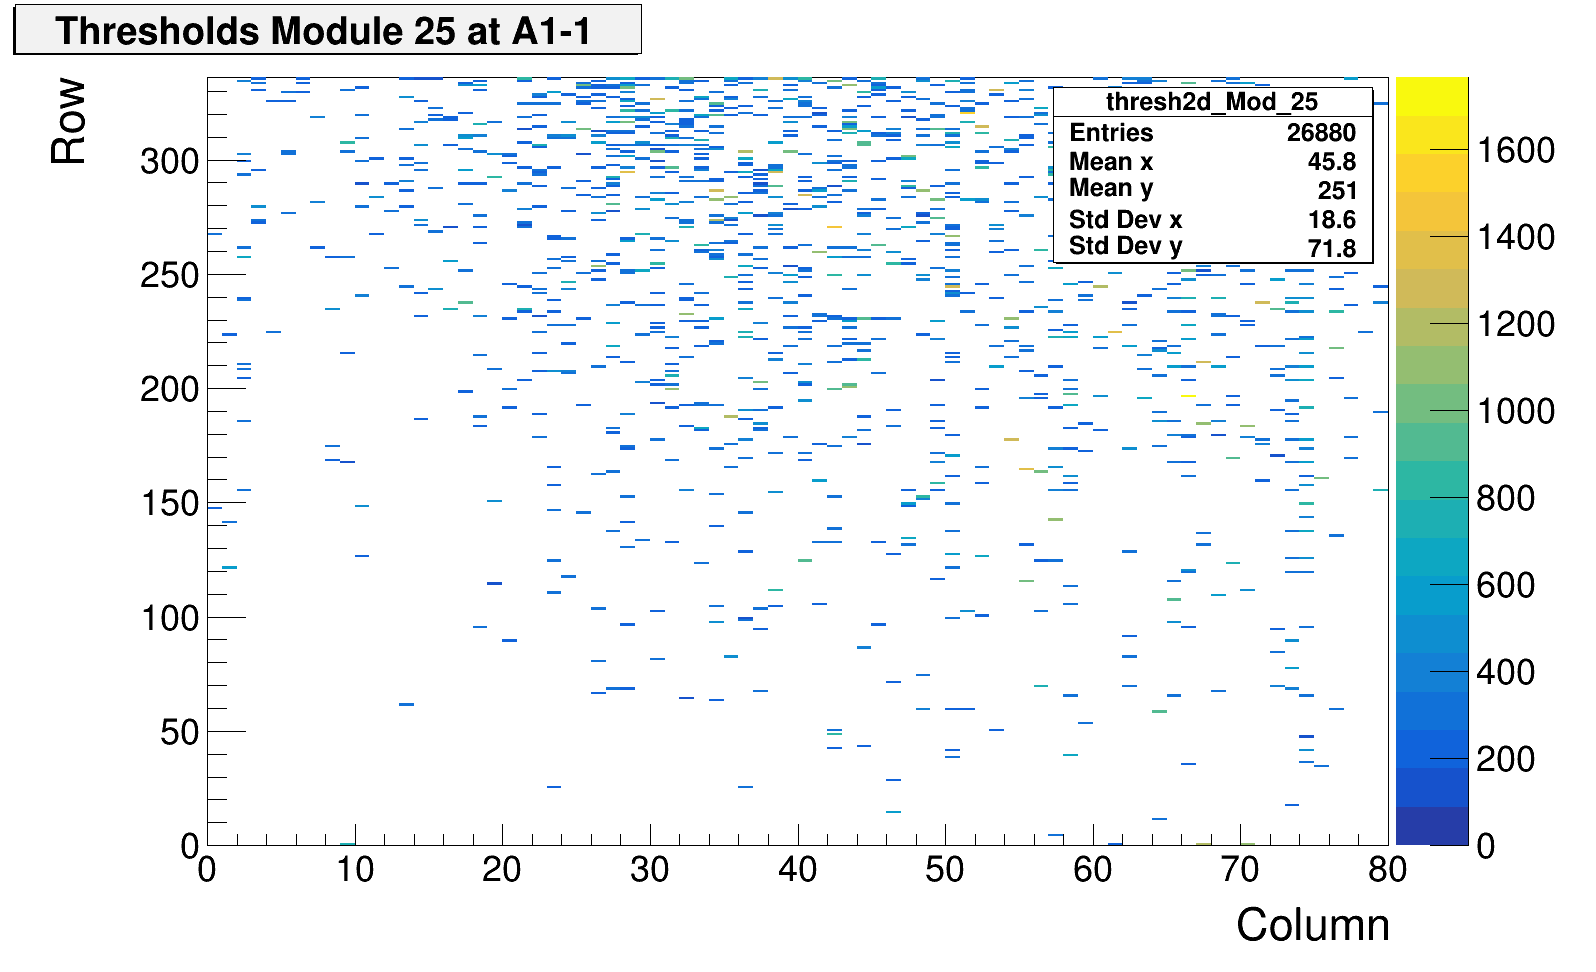 Thresholds Module 25 at A1-1
Row
thresh2d_Mod_25
Entries 26880
Mean x 45.8
Mean y 251
Std Dev x 18.6
Std Dev y 71.8
300
250
200
150
100
50
0
0 10 20 30 40 50 60 70 80
Column
1600
1400
1200
1000
800
600
400
200
0